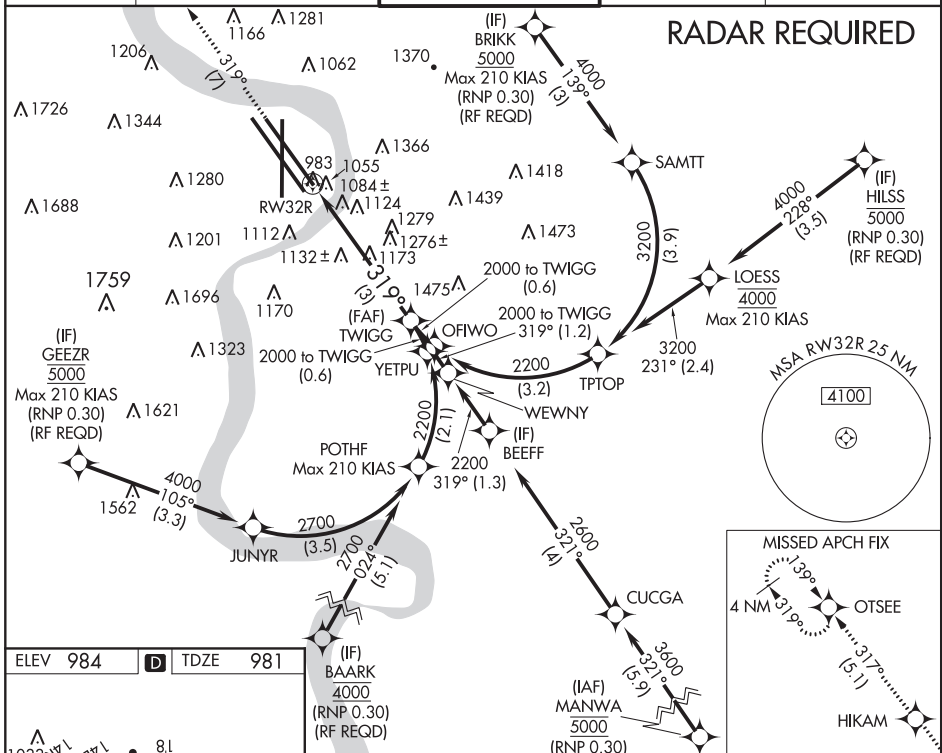 RADAR REQUIRED
1166
1281
1206
1062
1370
319°
(7)
(IF)
BRIKK
5000
Max 210 KIAS
(RNP 0.30)
(RF REQD)
4000
139°
(3)
1726
1344
1366
SAMTT
983
1055
1084±
1124
1280
RW32R
1418
1439
(IF)
HILSS
5000
(RNP 0.30)
(RF REQD)
4000
228°
(3.5)
1688
1201
1112
1279
1276±
1132±
1173
1473
3200
(3.9)
1759
1696
1170
319°
(3)
1475
2000 to TWIGG
(0.6)
LOESS
4000
Max 210 KIAS
(FAF)
TWIGG
OFIWO
2000 to TWIGG
319° (1.2)
1323
2000 to TWIGG
(0.6)
YETPU
3200
231° (2.4)
(IF)
GEEZR
5000
Max 210 KIAS
(RNP 0.30)
(RF REQD)
2200
(3.2)
TPTOP
MSA RW32R 25 NM
4100
1621
WEWNY
2200
(2.1)
POTHF
Max 210 KIAS
(IF)
BEEFF
2200
319° (1.3)
4000
105°
(3.3)
1562
2700
(3.5)
JUNYR
2700
024°
(5.1)
2600
321°
(4)
MISSED APCH FIX
139°
4 NM
319°
OTSEE
317°
(5.1)
HIKAM
CUCGA
(IF)
BAARK
4000
(RNP 0.30)
(RF REQD)
3600
321°
(5.9)
(IAF)
MANWA
5000
(RNP 0.30)
ELEV 984 D TDZE 981
18